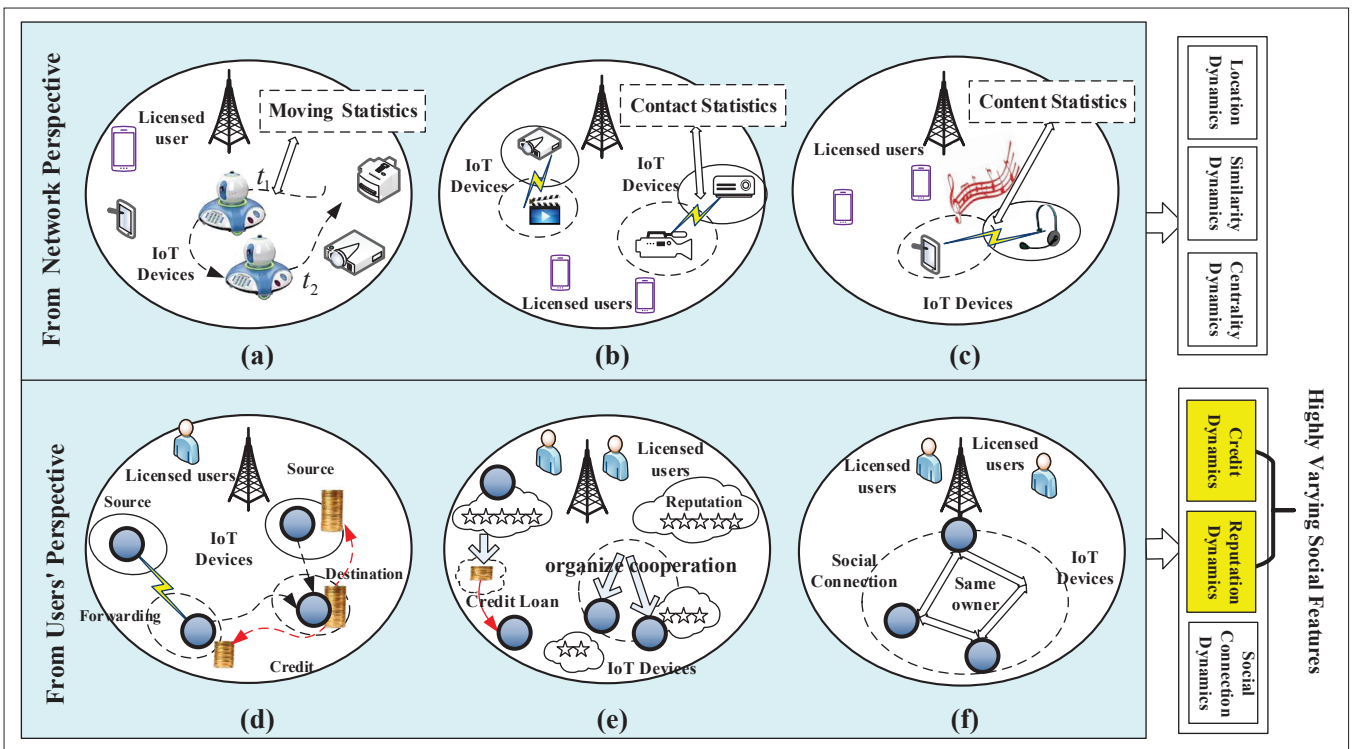 From Network Perspective
Licensed
user
Moving Statistics
t1
IoT
Devices
t2
(a)
Contact Statistics
IoT
Devices
IoT
Devices
Licensed users
(b)
Content Statistics
Licensed users
IoT Devices
(c)
Location
Dynamics
Similarity
Dynamics
Centrality
Dynamics
From Users' Perspective
Licensed users
Source
Source
IoT
Devices
Destination
Forwarding
Credit
(d)
Licensed
users
Reputation
organize cooperation
Credit Loan
IoT Devices
(e)
Licensed
users
Licensed
users
Social
Connection
Same
owner
IoT
Devices
(f)
Credit
Dynamics
Reputation
Dynamics
Social
Connection
Dynamics
Highly Varying Social Features